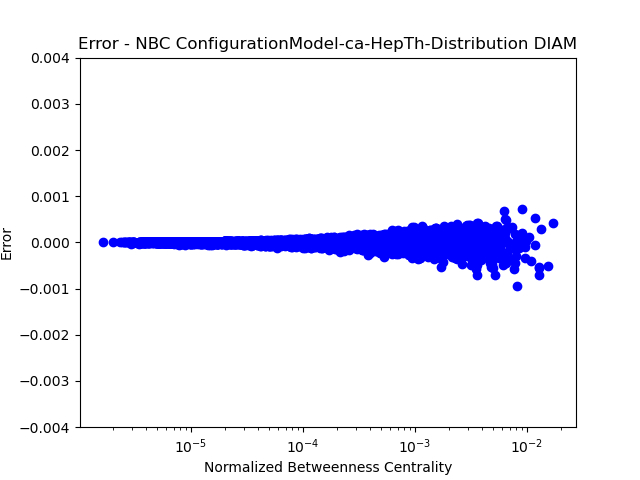 Error - NBC ConfigurationModel-ca-HepTh-Distribution DIAM
0.004
0.003
0.002
0.001
0.000
−0.001
−0.002
−0.003
−0.004
Error
10⁻⁵ 10⁻⁴ 10⁻³ 10⁻²
Normalized Betweenness Centrality